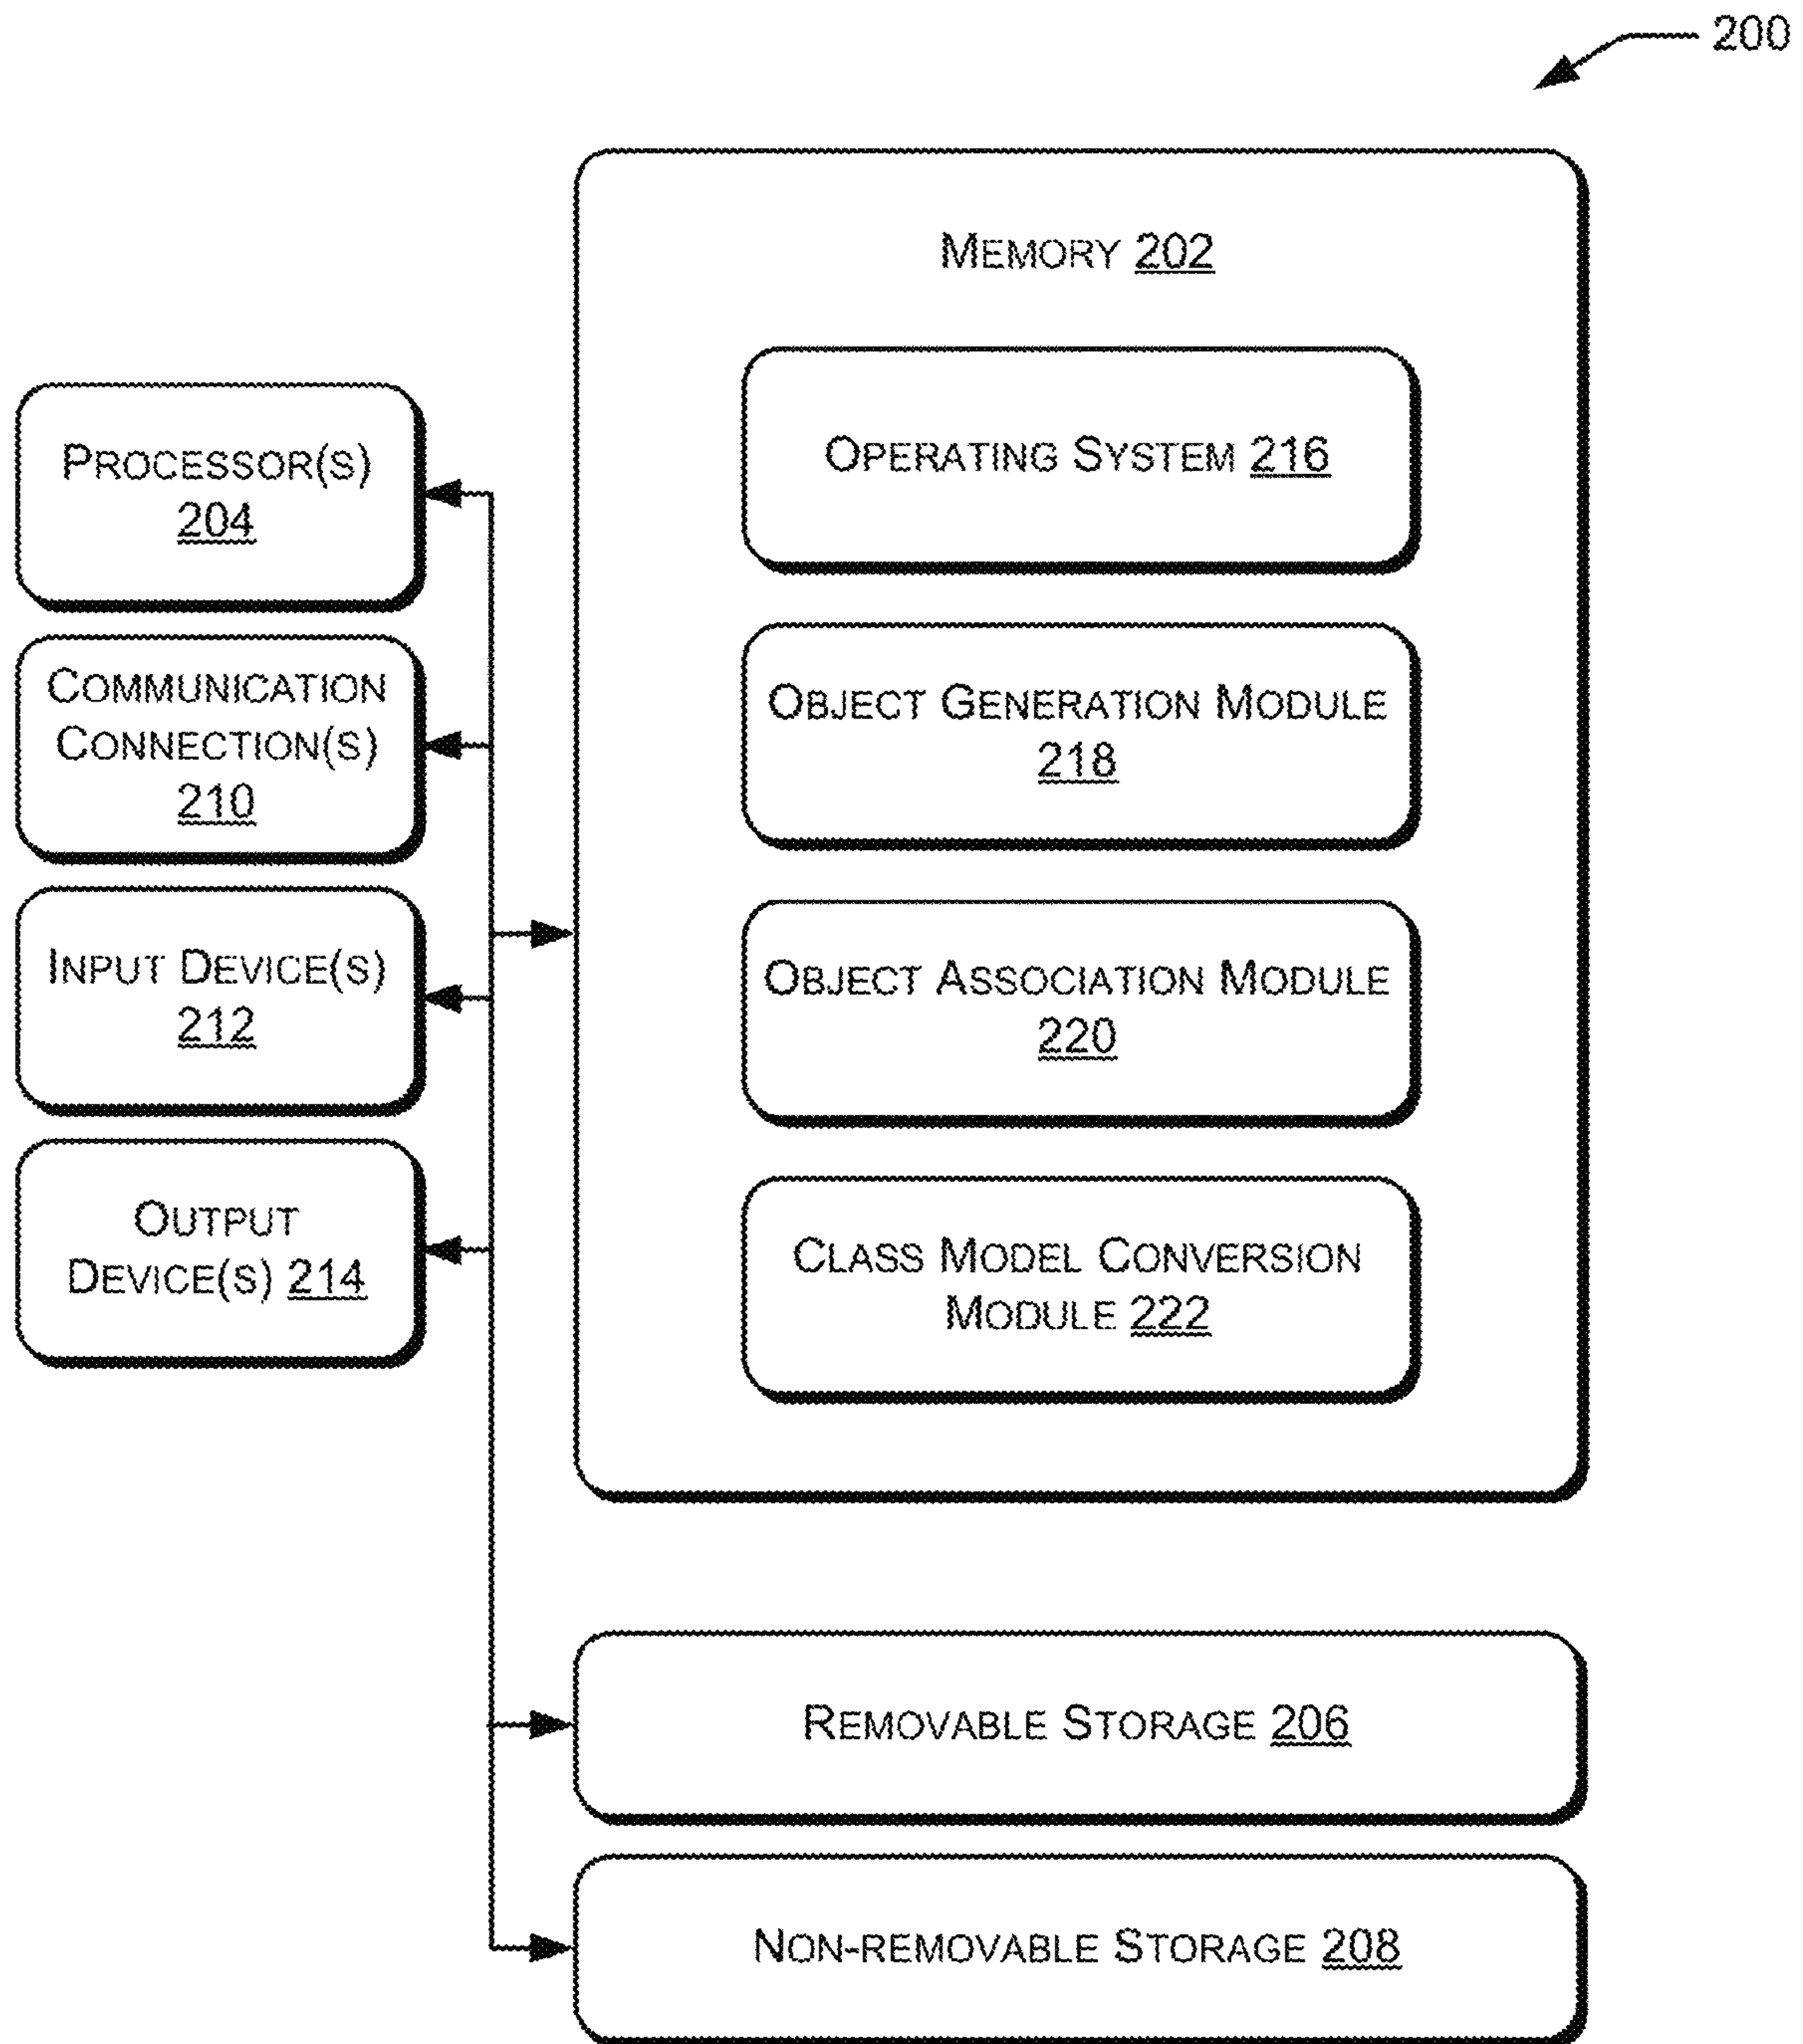 200
MEMORY 202
OPERATING SYSTEM 216
PROCESSOR(S)
204
COMMUNICATION
CONNECTION(S)
210
OBJECT GENERATION MODULE
218
INPUT DEVICE(S)
212
OBJECT ASSOCIATION MODULE
220
OUTPUT
DEVICE(S) 214
CLASS MODEL CONVERSION
MODULE 222
REMOVABLE STORAGE 206
NON-REMOVABLE STORAGE 208